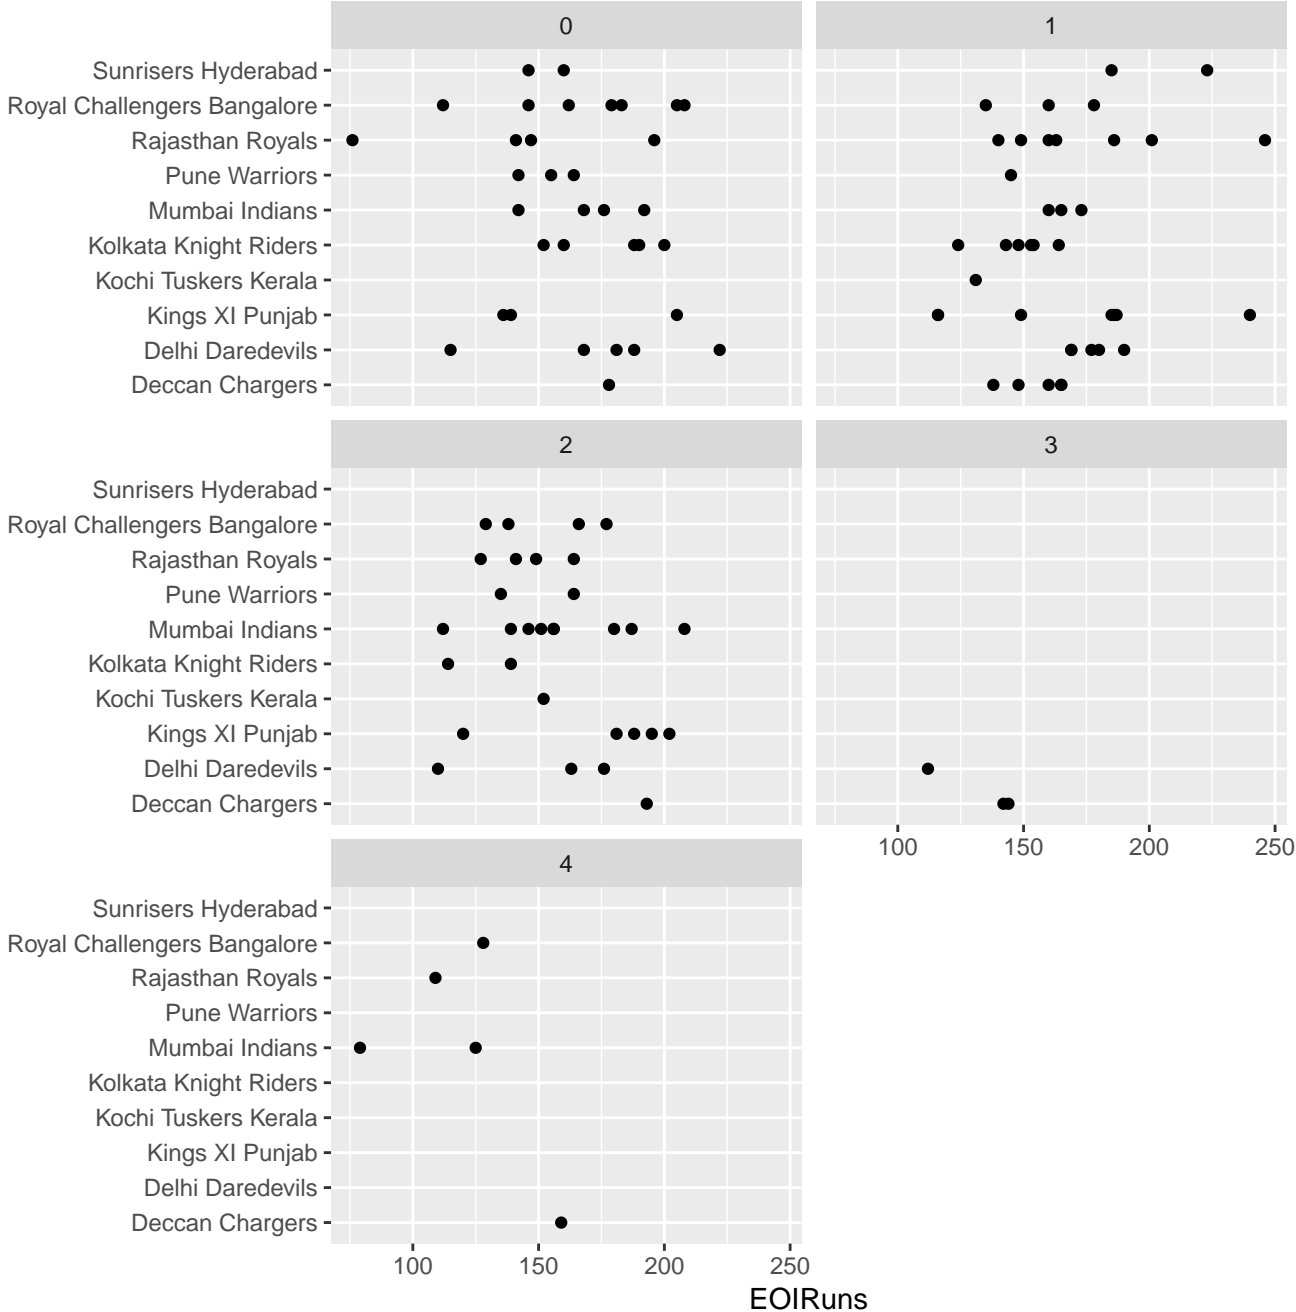 0
1
Sunrisers Hyderabad
Royal Challengers Bangalore
Rajasthan Royals
Pune Warriors
Mumbai Indians
Kolkata Knight Riders
Kochi Tuskers Kerala
Kings XI Punjab
Delhi Daredevils
Deccan Chargers
2
3
Sunrisers Hyderabad
Royal Challengers Bangalore
Rajasthan Royals
Pune Warriors
Mumbai Indians
Kolkata Knight Riders
Kochi Tuskers Kerala
Kings XI Punjab
Delhi Daredevils
Deccan Chargers
100 150 200 250
4
Sunrisers Hyderabad
Royal Challengers Bangalore
Rajasthan Royals
Pune Warriors
Mumbai Indians
Kolkata Knight Riders
Kochi Tuskers Kerala
Kings XI Punjab
Delhi Daredevils
Deccan Chargers
100 150 200 250
EOIRuns